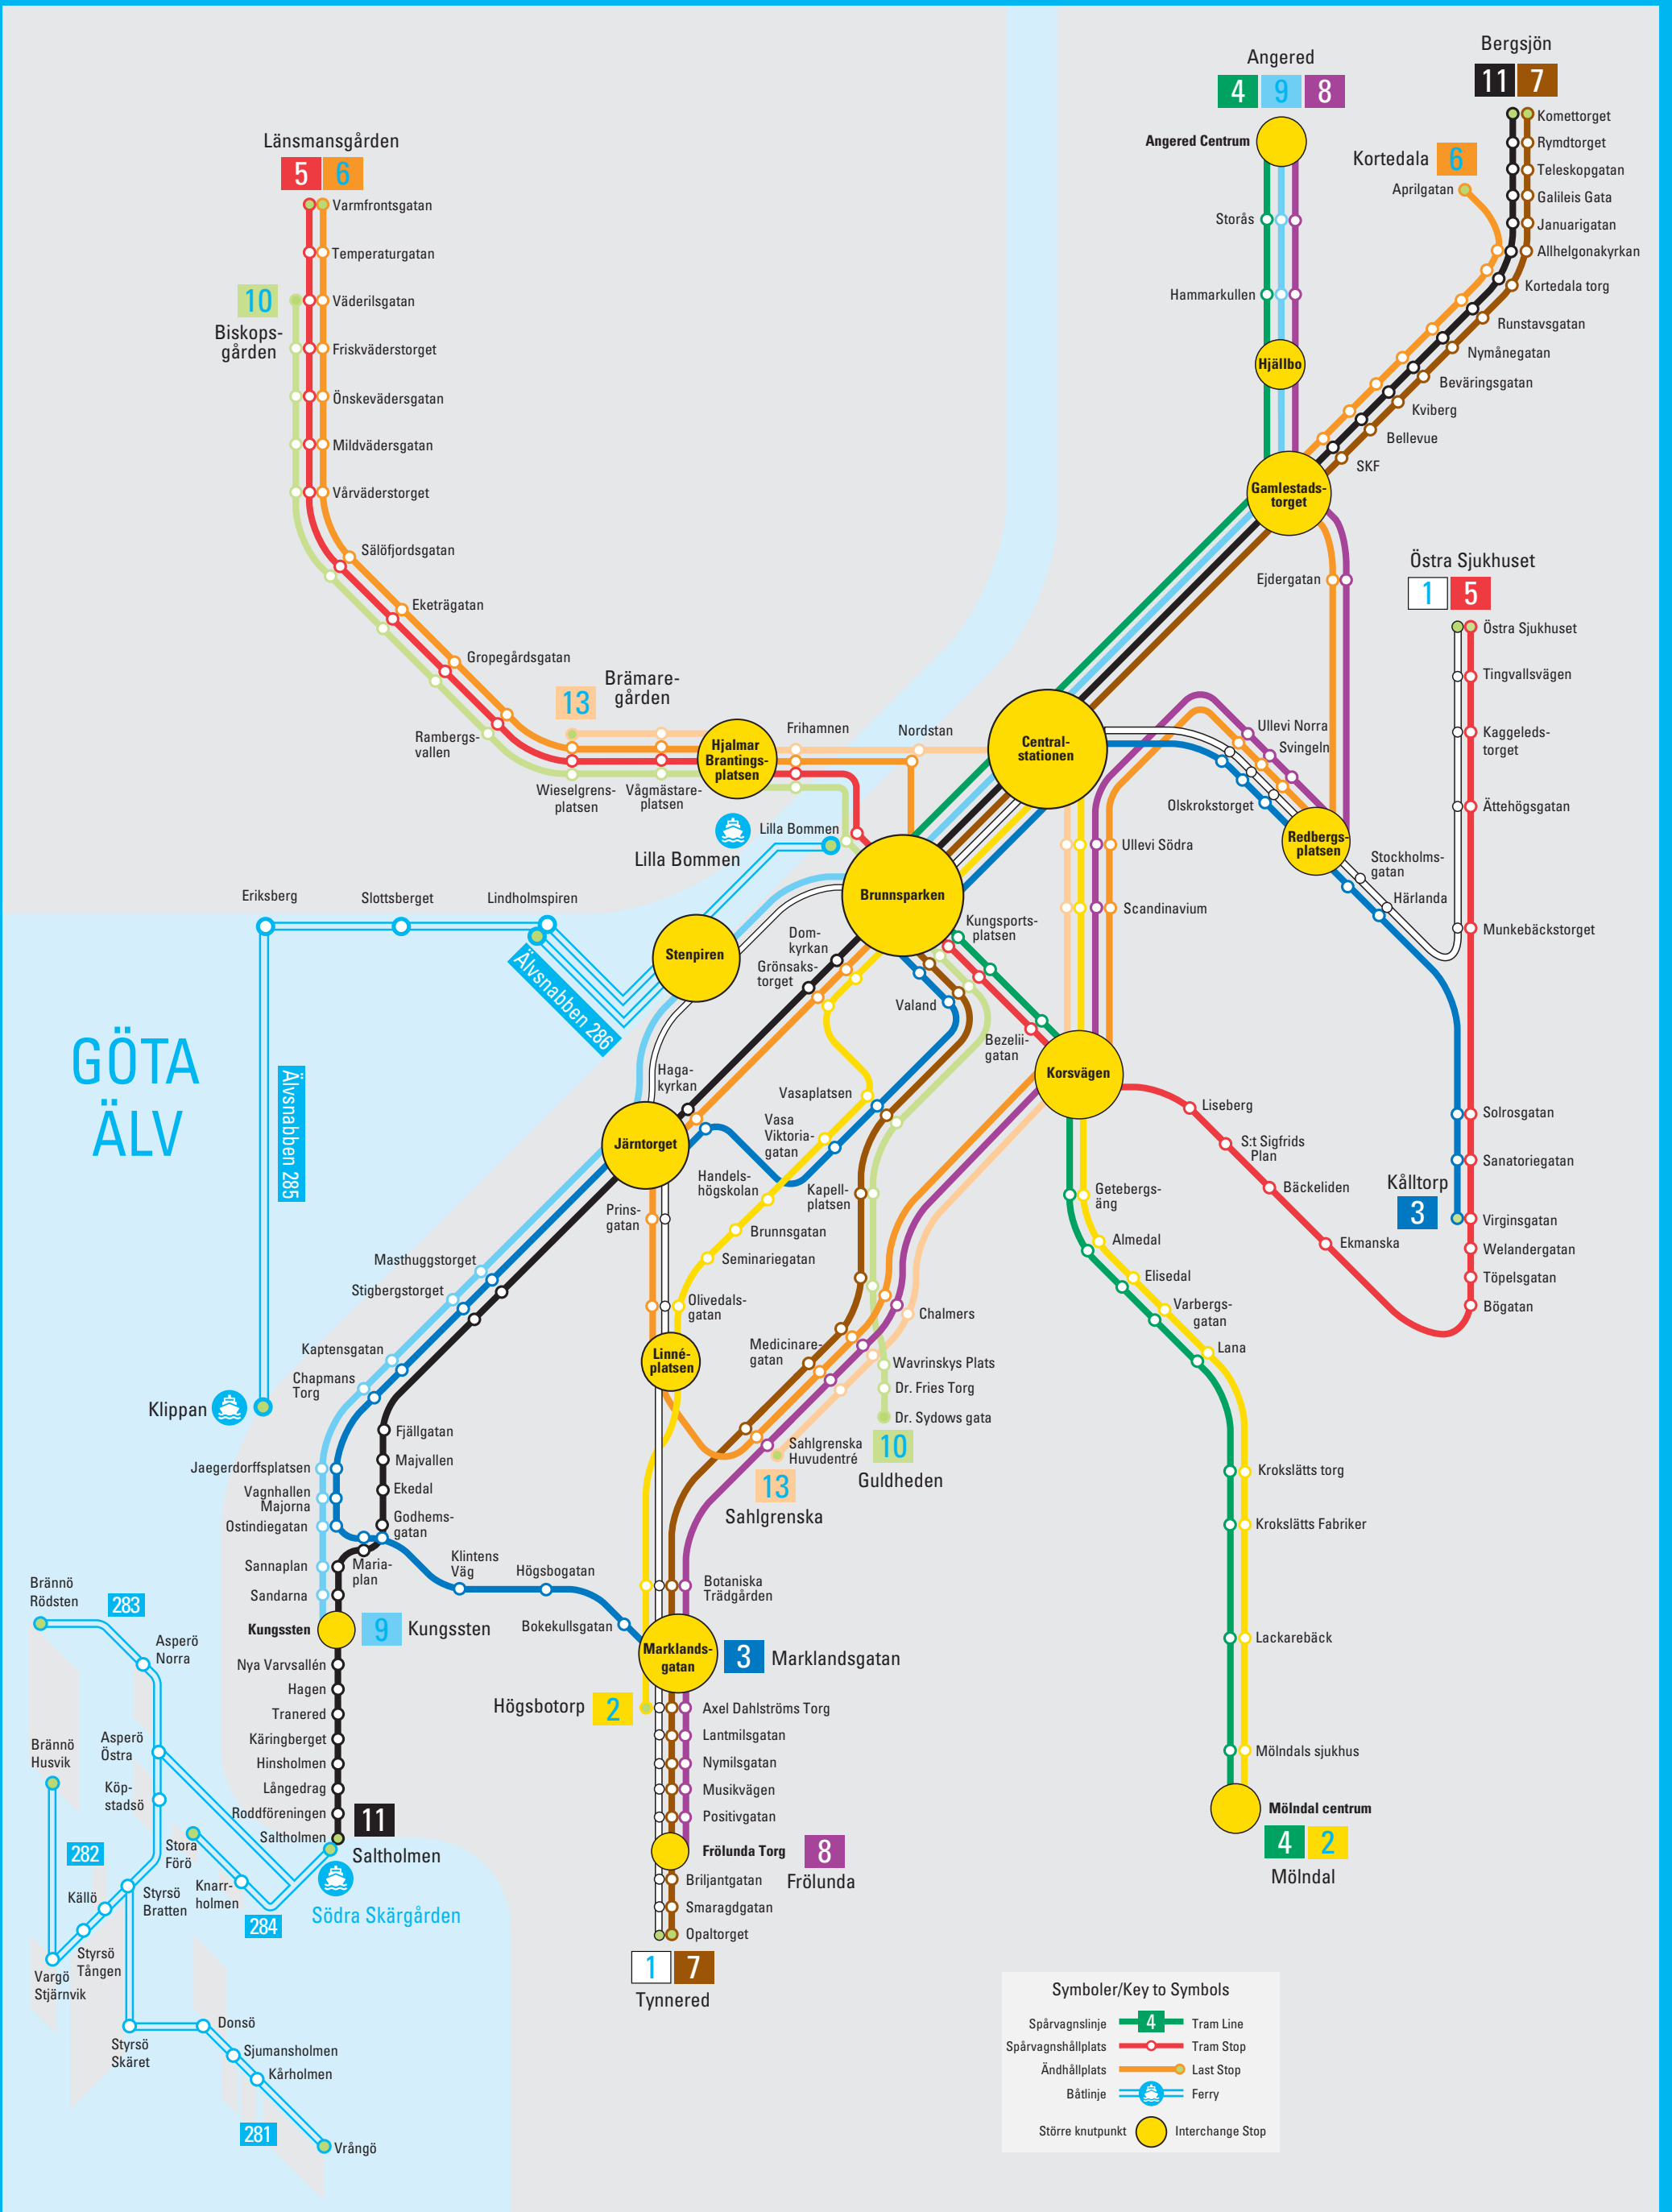 Bergsjön
11 7
Komettorget
Rymdtorget
Teleskopgatan
Galileis Gata
Januarigatan
Allhelgonakyrkan
Kortedala torg
Runstavsgatan
Nymånegatan
Beväringsgatan
Kviberg
Bellevue
SKF
Angered
4 9 8
Angered Centrum
Storås
Hammarkullen
Hjällbo
Gamlestads-
torget
Kortedala 6
Aprilgatan
Länsmansgården
5 6
Varmfrontsgatan
Temperaturgatan
10
Biskops-
gården
Väderilsgatan
Friskväderstorget
Önskevädersgatan
Mildvädersgatan
Vårväderstorget
Sälöfjordsgatan
Eketrägatan
Gropegårdsgatan
Rambergs-
vallen
Brämare-
gården
13
Wieselgrens-
platsen
Vågmästare-
platsen
Hjalmar
Brantings-
platsen
Frihamnen
Nordstan
Lilla Bommen
Lilla Bommen
Central-
stationen
Brunnsparken
Stenpiren
Ejdergatan
Östra Sjukhuset
1 5
Östra Sjukhuset
Tingvallsvägen
Kaggeleds-
torget
Ättehögsgatan
Munkebäckstorget
Ullevi Norra
Svingeln
Olskrokstorget
Redbergs-
platsen
Stockholms-
gatan
Härlanda
Ullevi Södra
Scandinavium
Solrosgatan
Sanatoriegatan
Kålltorp
3
Virginsgatan
Welandergatan
Töpelsgatan
Bögatan
Eriksberg
Slottsberget
Lindholmspiren
Älvsnabben 286
Älvsnabben 285
GÖTA
ÄLV
Klippan
Dom-
kyrkan
Grönsaks-
torget
Kungsports-
platsen
Valand
Bezelii-
gatan
Korsvägen
Liseberg
S:t Sigfrids
Plan
Bäckeliden
Ekmanska
Haga-
kyrkan
Järntorget
Vasaplatsen
Vasa
Viktoria-
gatan
Handels-
högskolan
Kapell-
platsen
Brunnsgatan
Seminariegatan
Prins-
gatan
Olivedals-
gatan
Linné-
platsen
Getebergs-
äng
Almedal
Elisedal
Varbergs-
gatan
Lana
Krokslätts torg
Krokslätts Fabriker
Lackarebäck
Mölndals sjukhus
Mölndal centrum
4 2
Mölndal
Chalmers
Medicinare-
gatan
Wavrinskys Plats
Dr. Fries Torg
Dr. Sydows gata
10
Guldheden
Sahlgrenska
Huvudentré
13
Sahlgrenska
Masthuggstorget
Stigbergstorget
Kaptensgatan
Chapmans
Torg
Jaegerdorffsplatsen
Vagnhallen
Majorna
Ostindiegatan
Sannaplan
Sandarna
Kungssten
9 Kungssten
Fjällgatan
Majvallen
Ekedal
Godhems-
gatan
Maria-
plan
Klintens
Väg
Högsbogatan
Bokekullsgatan
Botaniska
Trädgården
Marklands-
gatan
3 Marklandsgatan
Högsbotorp 2
Axel Dahlströms Torg
Lantmilsgatan
Nymilsgatan
Musikvägen
Positivgatan
Frölunda Torg
8
Frölunda
Briljantgatan
Smaragdgatan
Opaltorget
1 7
Tynnered
Nya Varvsallén
Hagen
Tranered
Käringberget
Hinsholmen
Långedrag
Roddföreningen
Saltholmen
11
Saltholmen
Södra Skärgården
Brännö
Rödsten
283
Asperö
Norra
Asperö
Östra
Brännö
Husvik
Köp-
stadsö
282
Stora
Förö
Knarr-
holmen
284
Källö
Styrsö
Bratten
Styrsö
Tången
Vargö
Stjärnvik
Styrsö
Skäret
Donsö
Sjumansholmen
Kårholmen
281
Vrångö
Symboler/Key to Symbols
Spårvagnslinje 4 Tram Line
Spårvagnshållplats Tram Stop
Ändhållplats Last Stop
Båtlinje Ferry
Större knutpunkt Interchange Stop